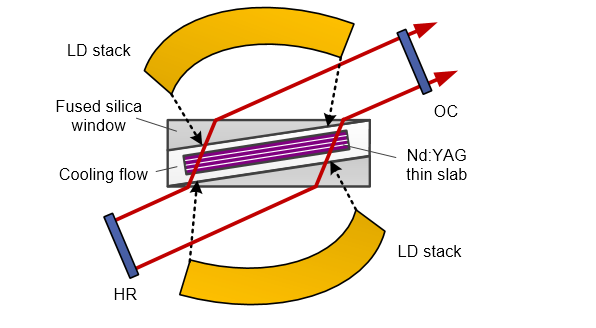 LD stack
Fused silica
window
Cooling flow
OC
Nd:YAG
thin slab
LD stack
HR